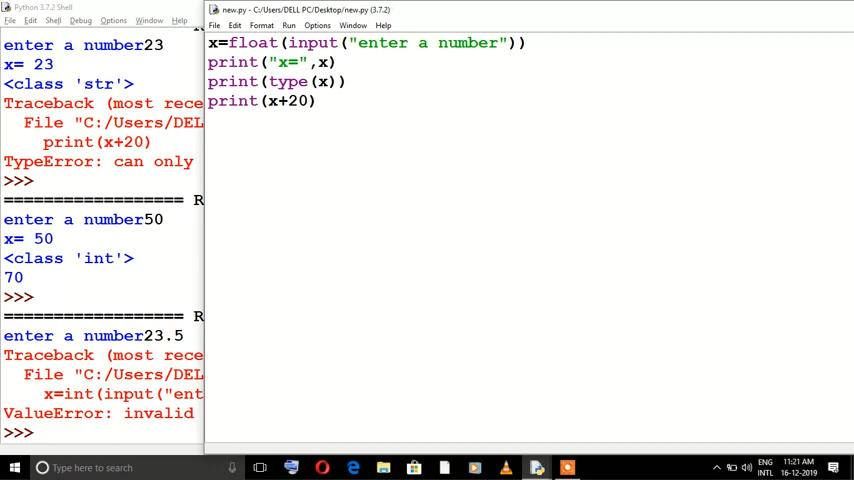 Python 3.7.2 Shell
File Edit Shell Debug Options Window Help
enter a number23
x= 23
<class 'str'>
Traceback (most rece
File "C:/Users/DEL
print(x+20)
TypeError: can only
>>>
================== R
enter a number50
x= 50
<class 'int'>
70
>>>
================== R
enter a number23.5
Traceback (most rece
File "C:/Users/DEL
x=int(input("ent
ValueError: invalid
>>>
new.py - C:/Users/DELL PC/Desktop/new.py (3.7.2)
File Edit Format Run Options Window Help
x=float(input("enter a number"))
print("x=",x)
print(type(x))
print(x+20)
Type here to search
ENG
INTL
11:21 AM
16-12-2019